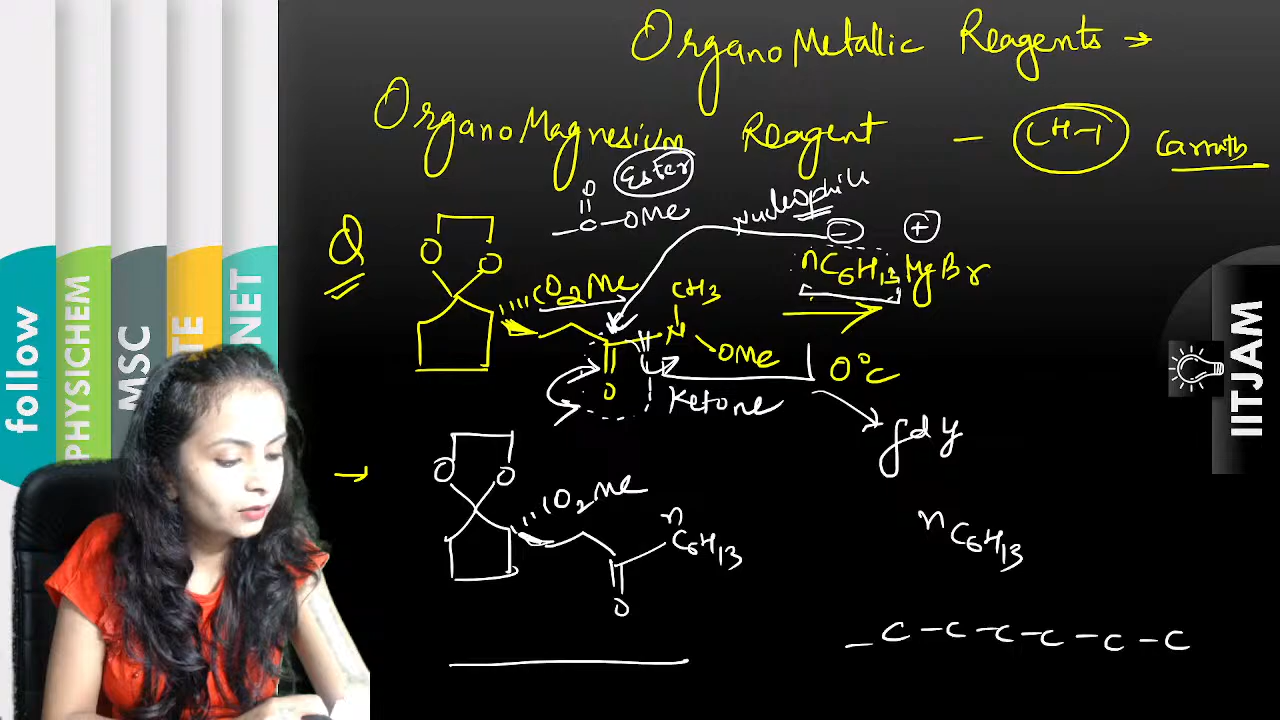 OrganoMetallic Reagents →
OrganoMagnesium Reagent – CH-1 Carruth
Ester
O
C – OMe
Nucleophile
⊖ ⊕
Q
O O
CO2Me
nC6H13MgBr
CH3
N
OMe
O
0°C
Ketone
→
O O
CO2Me
nC6H13
O
nC6H13
– C – C – C – C – C – C
follow
PHYSICHEM
MSC
NET
IITJAM